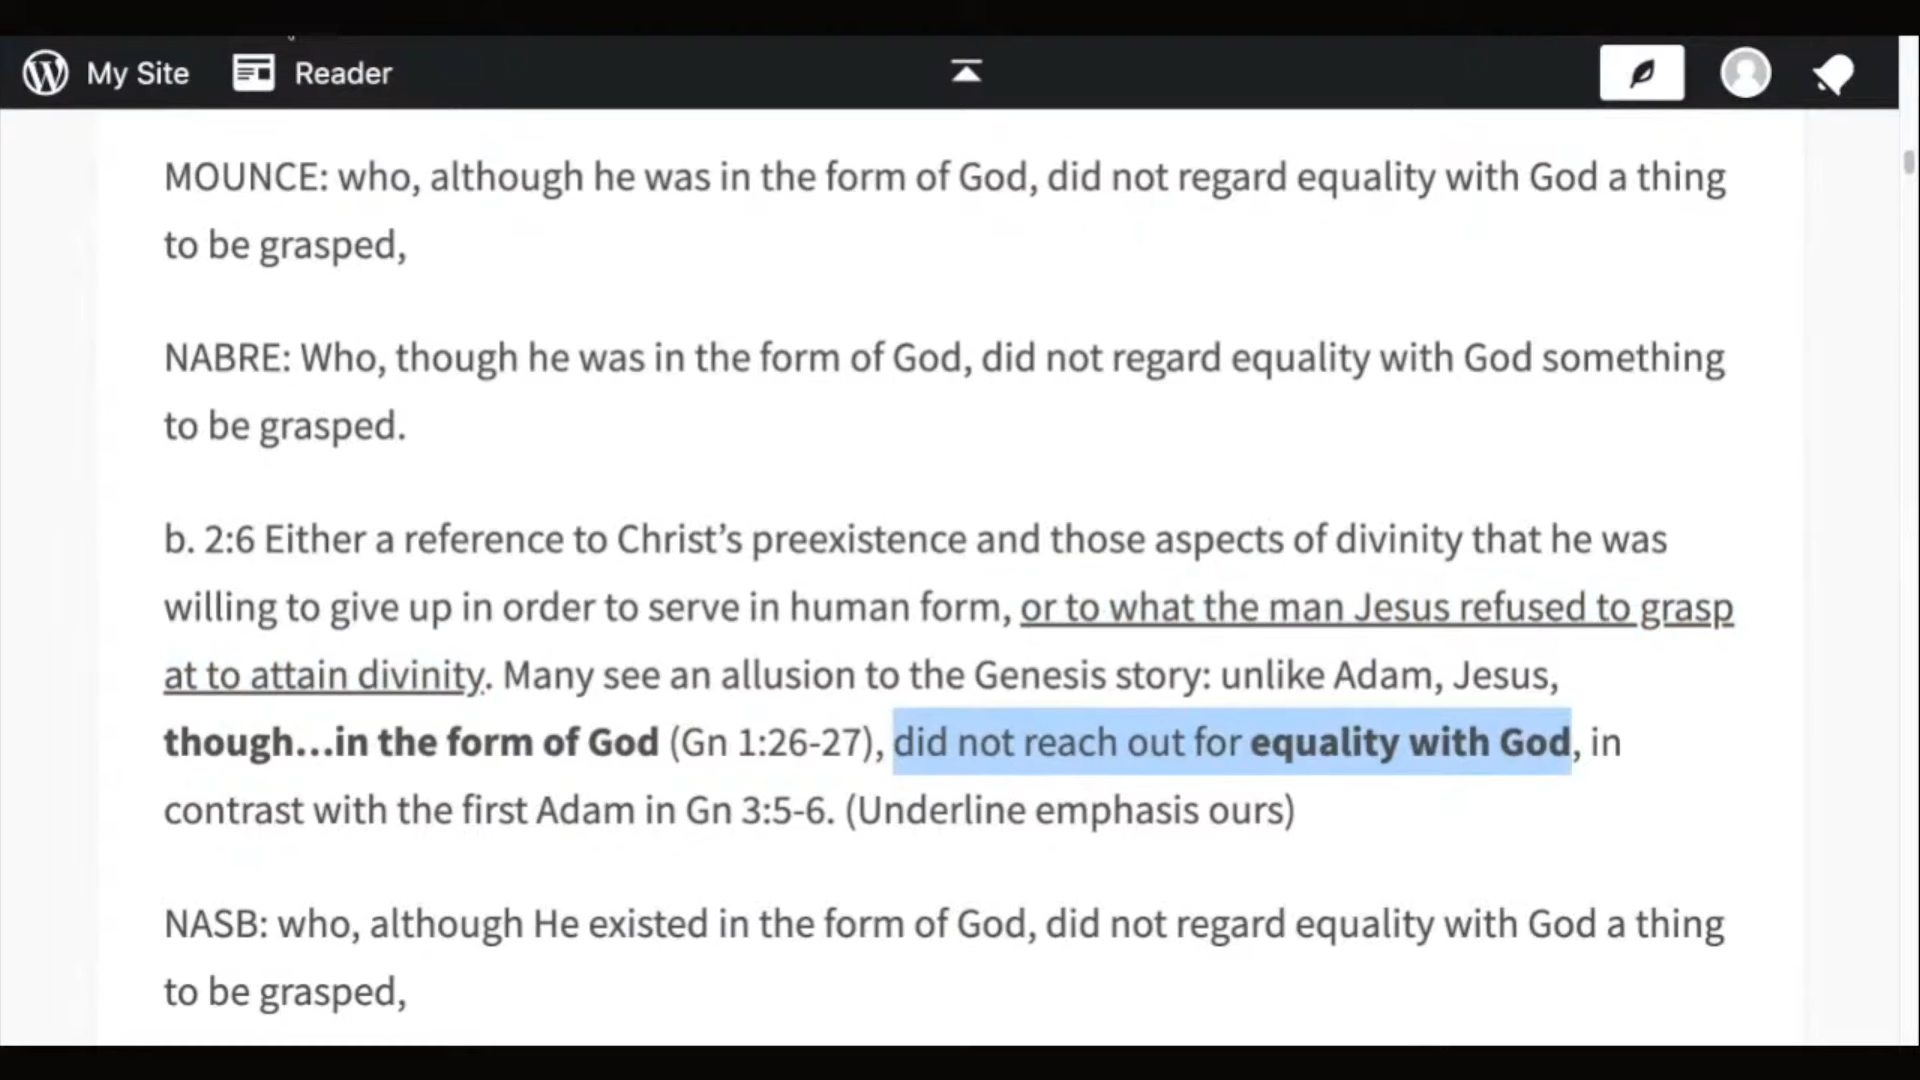 My Site
Reader
MOUNCE: who, although he was in the form of God, did not regard equality with God a thing
to be grasped,
NABRE: Who, though he was in the form of God, did not regard equality with God something
to be grasped.
b. 2:6 Either a reference to Christ’s preexistence and those aspects of divinity that he was
willing to give up in order to serve in human form, or to what the man Jesus refused to grasp
at to attain divinity. Many see an allusion to the Genesis story: unlike Adam, Jesus,
though…in the form of God (Gn 1:26-27), did not reach out for equality with God, in
contrast with the first Adam in Gn 3:5-6. (Underline emphasis ours)
NASB: who, although He existed in the form of God, did not regard equality with God a thing
to be grasped,